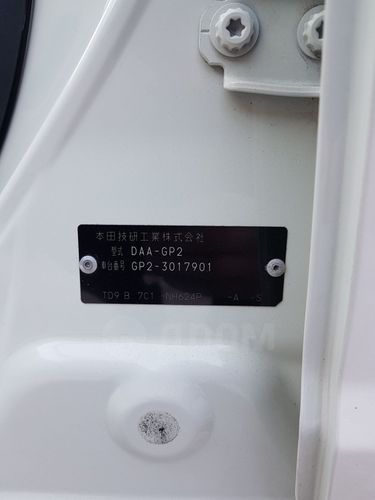 本田技研工業株式会社
型式 DAA-GP2
車台番号 GP2-3017901
TD9 B 7C1 -NH624P -A -S